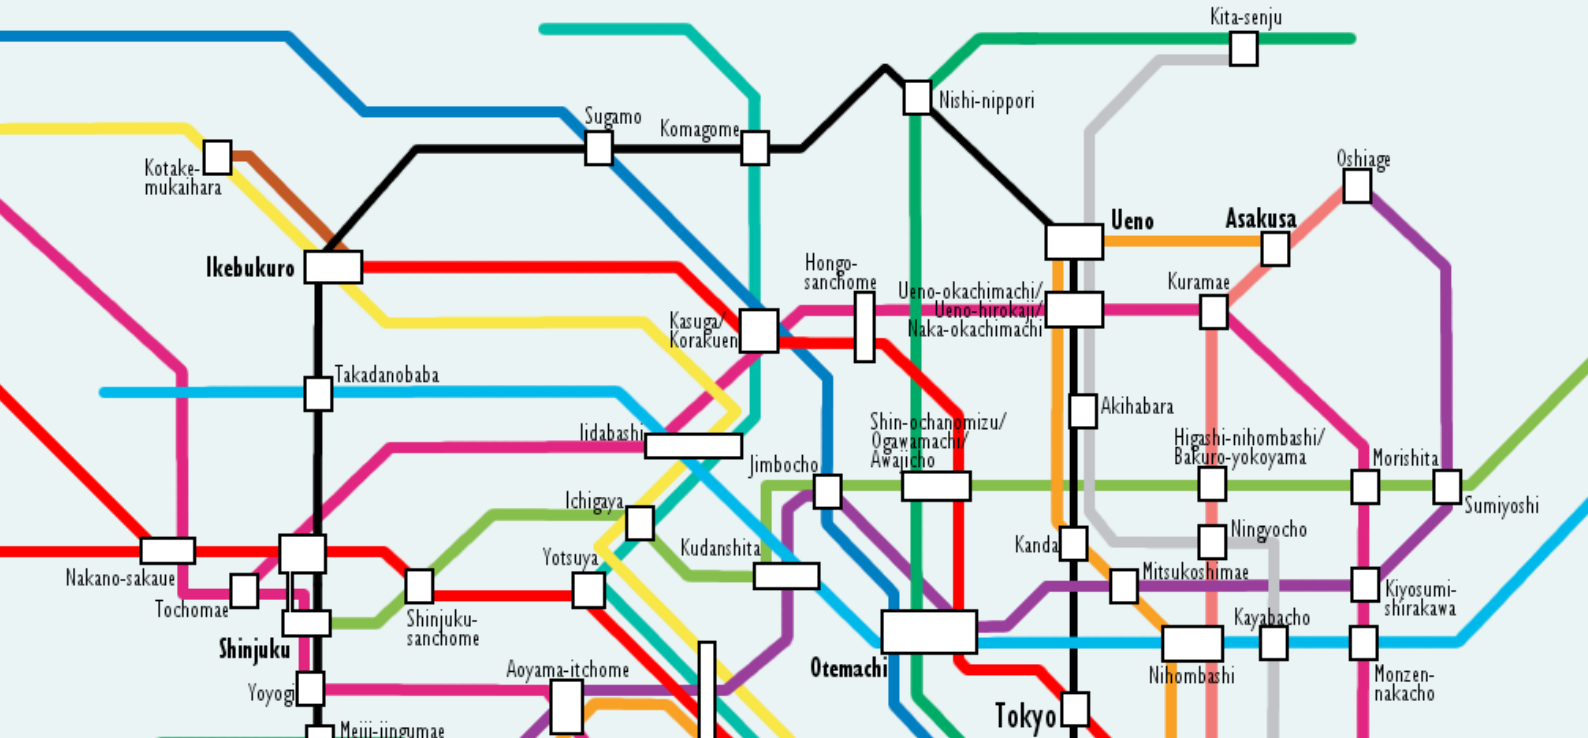 Kita-senju
Nishi-nippori
Sugamo
Komagome
Kotake-
mukaihara
Oshiage
Ueno
Asakusa
Ikebukuro
Hongo-
sanchome
Ueno-okachimachi/
Ueno-hirokaji/
Naka-okachimachi
Kuramae
Kasuga/
Korakuen
Takadanobaba
Akihabara
Iidabashi
Shin-ochanomizu/
Ogawamachi/
Awajicho
Higashi-nihombashi/
Bakuro-yokoyama
Morishita
Jimbocho
Sumiyoshi
Ichigaya
Ningyocho
Kanda
Kudanshita
Yotsuya
Nakano-sakaue
Mitsukoshimae
Tochomae
Shinjuku-
sanchome
Kiyosumi-
shirakawa
Kayabacho
Shinjuku
Otemachi
Nihombashi
Monzen-
nakacho
Aoyama-itchome
Yoyogi
Tokyo
Meiji-jingumae